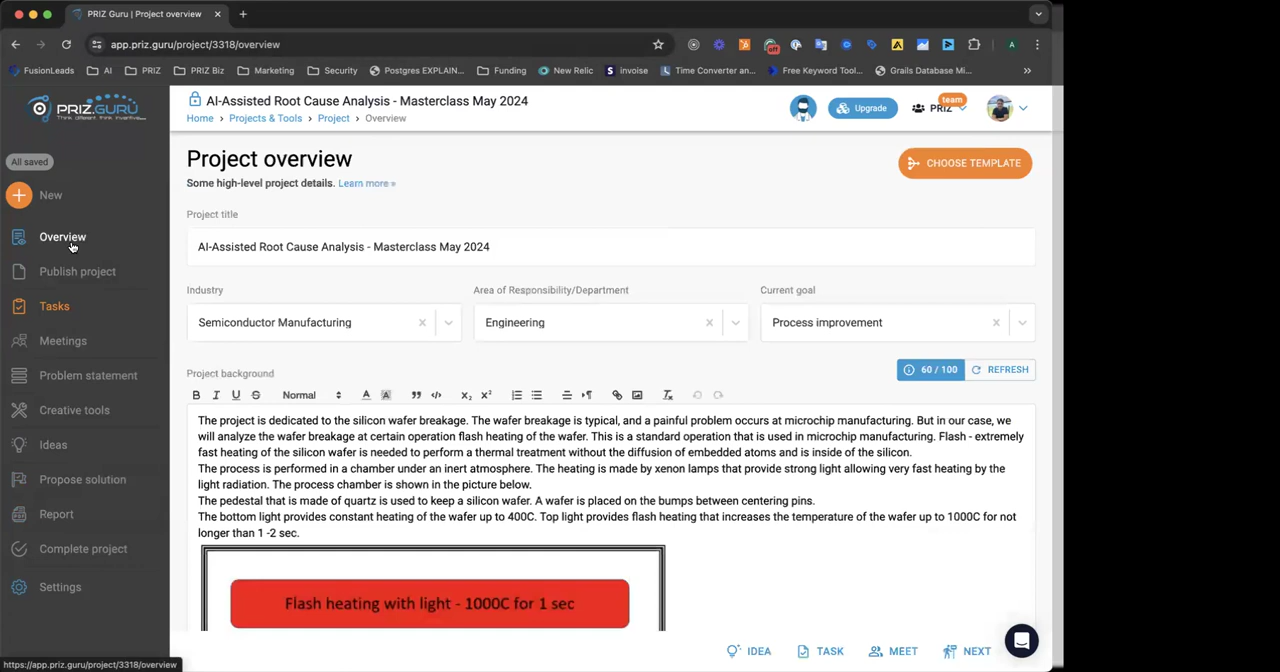 PRIZ Guru | Project overview
app.priz.guru/project/3318/overview
FusionLeads AI PRIZ PRIZ Biz Marketing Security Postgres EXPLAIN... Funding New Relic invoise Time Converter an... Free Keyword Tool... Grails Database Mi... »
off
A
PRIZ.GURU
Think different think inventive...
AI-Assisted Root Cause Analysis - Masterclass May 2024
Home › Projects & Tools › Project › Overview
Upgrade
PRIZ
team
All saved
New
Overview
Publish project
Tasks
Meetings
Problem statement
Creative tools
Ideas
Propose solution
Report
Complete project
Settings
Project overview
CHOOSE TEMPLATE
Some high-level project details. Learn more »
Project title
AI-Assisted Root Cause Analysis - Masterclass May 2024
Industry
Semiconductor Manufacturing
Area of Responsibility/Department
Engineering
Current goal
Process improvement
Project background
60 / 100
REFRESH
Normal
The project is dedicated to the silicon wafer breakage. The wafer breakage is typical, and a painful problem occurs at microchip manufacturing. But in our case, we
will analyze the wafer breakage at certain operation flash heating of the wafer. This is a standard operation that is used in microchip manufacturing. Flash - extremely
fast heating of the silicon wafer is needed to perform a thermal treatment without the diffusion of embedded atoms and is inside of the silicon.
The process is performed in a chamber under an inert atmosphere. The heating is made by xenon lamps that provide strong light allowing very fast heating by the
light radiation. The process chamber is shown in the picture below.
The pedestal that is made of quartz is used to keep a silicon wafer. A wafer is placed on the bumps between centering pins.
The bottom light provides constant heating of the wafer up to 400C. Top light provides flash heating that increases the temperature of the wafer up to 1000C for not
longer than 1 -2 sec.
Flash heating with light - 1000C for 1 sec
IDEA
TASK
MEET
NEXT
https://app.priz.guru/project/3318/overview